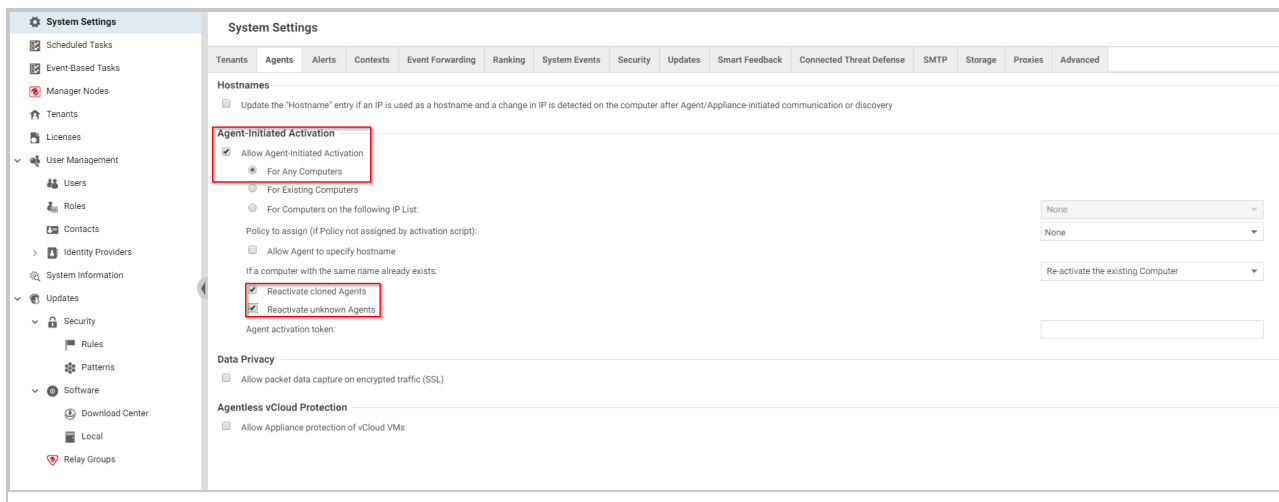 System Settings
Scheduled Tasks
Event-Based Tasks
Manager Nodes
Tenants
Licenses
User Management
Users
Roles
Contacts
Identity Providers
System Information
Updates
Security
Rules
Patterns
Software
Download Center
Local
Relay Groups
System Settings
Tenants Agents Alerts Contexts Event Forwarding Ranking System Events Security Updates Smart Feedback Connected Threat Defense SMTP Storage Proxies Advanced
Hostnames
Update the "Hostname" entry if an IP is used as a hostname and a change in IP is detected on the computer after Agent/Appliance-initiated communication or discovery
Agent-Initiated Activation
Allow Agent-Initiated Activation
For Any Computers
For Existing Computers
For Computers on the following IP List: None
Policy to assign (if Policy not assigned by activation script): None
Allow Agent to specify hostname
If a computer with the same name already exists: Re-activate the existing Computer
Reactivate cloned Agents
Reactivate unknown Agents
Agent activation token:
Data Privacy
Allow packet data capture on encrypted traffic (SSL)
Agentless vCloud Protection
Allow Appliance protection of vCloud VMs